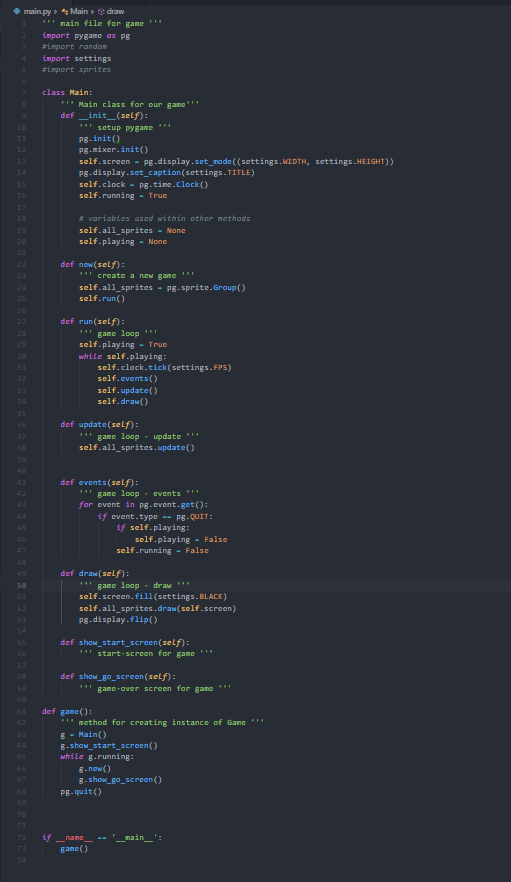 main.py › Main › draw
1 ''' main file for game '''
2 import pygame as pg
3 #import random
4 import settings
5 #import sprites
6
7 class Main:
8     ''' Main class for our game'''
9     def __init__(self):
10         ''' setup pygame '''
11         pg.init()
12         pg.mixer.init()
13         self.screen = pg.display.set_mode((settings.WIDTH, settings.HEIGHT))
14         pg.display.set_caption(settings.TITLE)
15         self.clock = pg.time.Clock()
16         self.running = True
17
18         # variables used within other methods
19         self.all_sprites = None
20         self.playing = None
21
22     def new(self):
23         ''' create a new game '''
24         self.all_sprites = pg.sprite.Group()
25         self.run()
26
27     def run(self):
28         ''' game loop '''
29         self.playing = True
30         while self.playing:
31             self.clock.tick(settings.FPS)
32             self.events()
33             self.update()
34             self.draw()
35
36     def update(self):
37         ''' game loop - update '''
38         self.all_sprites.update()
39
40
41     def events(self):
42         ''' game loop - events '''
43         for event in pg.event.get():
44             if event.type == pg.QUIT:
45                 if self.playing:
46                     self.playing = False
47                 self.running = False
48
49     def draw(self):
50         ''' game loop - draw '''
51         self.screen.fill(settings.BLACK)
52         self.all_sprites.draw(self.screen)
53         pg.display.flip()
54
55     def show_start_screen(self):
56         ''' start-screen for game '''
57
58     def show_go_screen(self):
59         ''' game-over screen for game '''
60
61 def game():
62     ''' method for creating instance of Game '''
63     g = Main()
64     g.show_start_screen()
65     while g.running:
66         g.new()
67         g.show_go_screen()
68     pg.quit()
69
70
71
72 if __name__ == '__main__':
73     game()
74